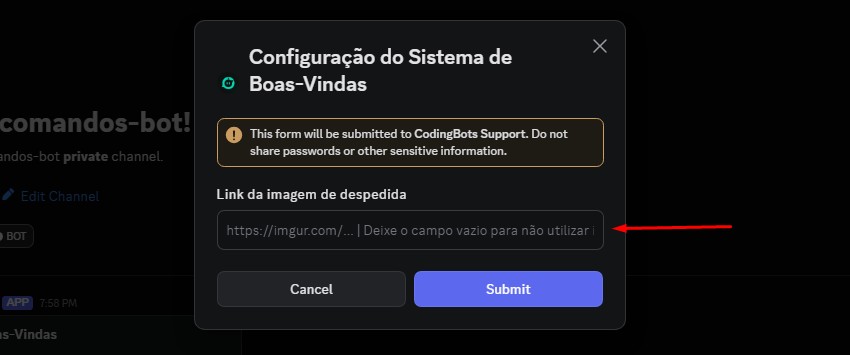 Configuração do Sistema de
Boas-Vindas
This form will be submitted to CodingBots Support. Do not
share passwords or other sensitive information.
comandos-bot!
andos-bot private channel.
Link da imagem de despedida
Edit Channel
https://imgur.com/... | Deixe o campo vazio para não utilizar i
BOT
Cancel
Submit
APP 7:58 PM
as-Vindas